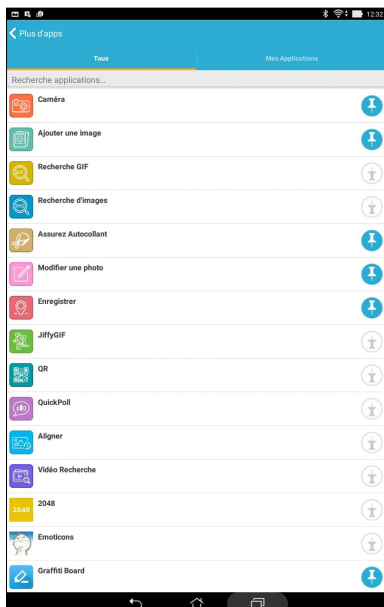 12:32
Plus d'apps
Tous
Mes Applications
Recherche applications...
Caméra
Ajouter une image
Recherche GIF
Recherche d'images
Assurez Autocollant
Modifier une photo
Enregistrer
JiffyGIF
QR
QuickPoll
Aligner
Vidéo Recherche
2048
2048
Emoticons
Graffiti Board